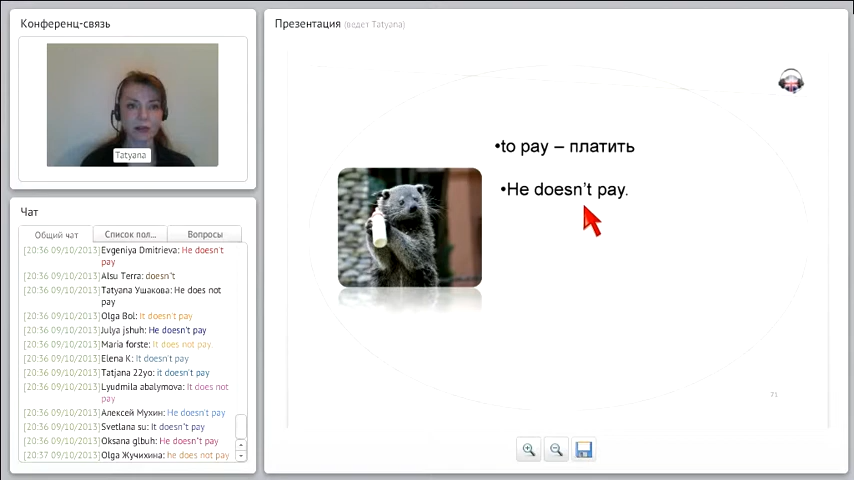 Конференц-связь
Tatyana
Чат
Общий чат
Список пол...
Вопросы
[20:36 09/10/2013]Evgeniya Dmitrieva: He doesn't
pay
[20:36 09/10/2013]Alsu Terra: doesn"t
[20:36 09/10/2013]Татьяна Ушакова: He does not
pay
[20:36 09/10/2013]Olga Bol: It doesn't pay
[20:36 09/10/2013]Julya jshuh: He doesn't pay
[20:36 09/10/2013]Maria forste: It does not pay.
[20:36 09/10/2013]Elena K: It doesn't pay
[20:36 09/10/2013]Tatjana 22yo: it doesn't pay
[20:36 09/10/2013]Lyudmila abalymova: It does not
pay
[20:36 09/10/2013]Алексей Мухин: He doesn't pay
[20:36 09/10/2013]Svetlana su: It doesn"t pay
[20:36 09/10/2013]Oksana glbuh: He doesn"t pay
[20:37 09/10/2013]Olga Жучихина: he does not pay
Презентация (ведет Tatyana)
•to pay – платить
•He doesn't pay.
71